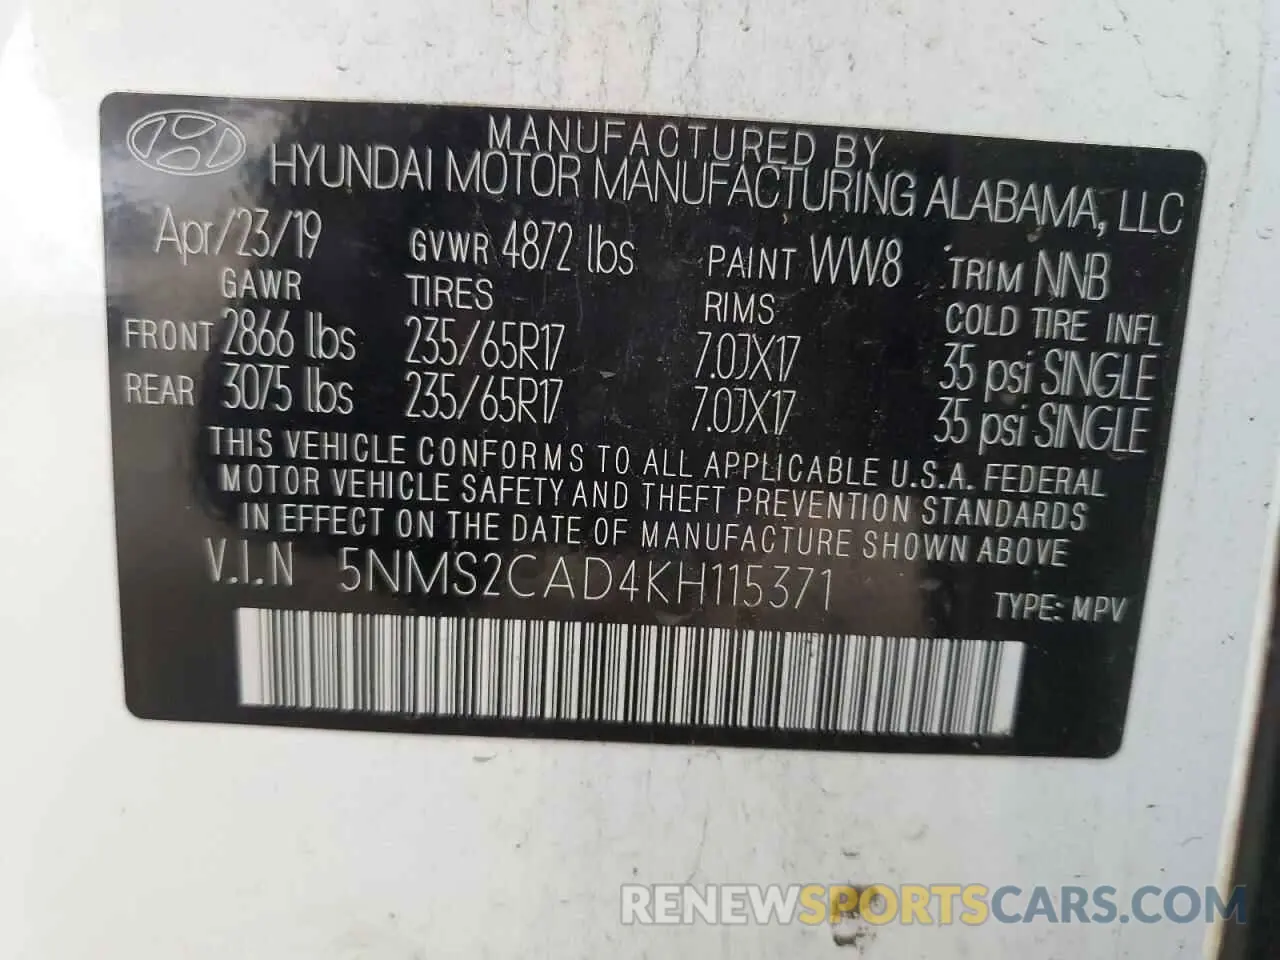 MANUFACTURED BY
HYUNDAI MOTOR MANUFACTURING ALABAMA, LLC
Apr/23/19 GVWR 4872 lbs PAINT WW8 TRIM NNB
GAWR TIRES RIMS COLD TIRE INFL
FRONT 2866 lbs 235/65R17 7.0JX17 35 psi SINGLE
REAR 3075 lbs 235/65R17 7.0JX17 35 psi SINGLE
THIS VEHICLE CONFORMS TO ALL APPLICABLE U.S.A. FEDERAL
MOTOR VEHICLE SAFETY AND THEFT PREVENTION STANDARDS
IN EFFECT ON THE DATE OF MANUFACTURE SHOWN ABOVE
V.I.N 5NMS2CAD4KH115371 TYPE: MPV
RENEWSPORTSCARS.COM